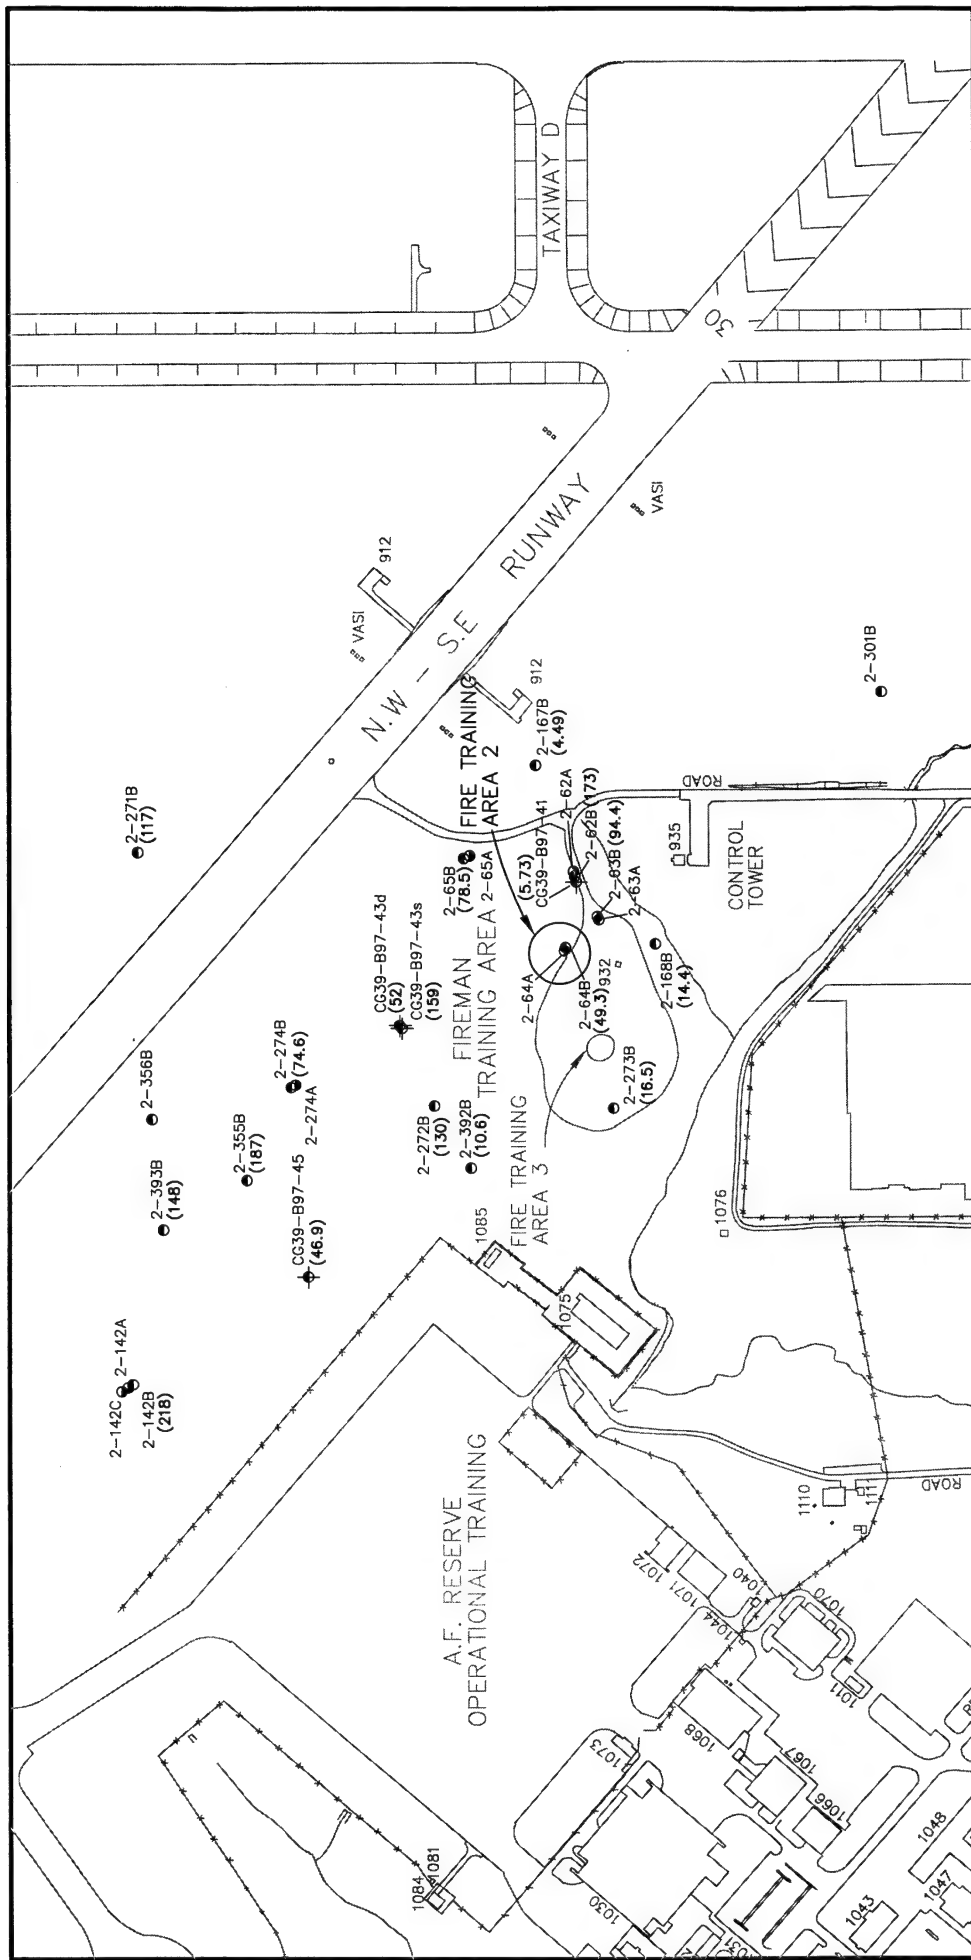 TAXIWAY D
30
VASI
912
VASI
N.W - S.E RUNWAY
912
2-301B
2-271B
(117)
FIRE TRAINING
AREA 2
2-167B
(4.49)
ROAD
2-65B
(78.5)
2-65A
(5.73)
CG39-B97-41
2-62A
2-62B (173)
2-63B (94.4)
2-63A
935
CONTROL
TOWER
CG39-B97-43d
(52)
CG39-B97-43s
(159)
FIREMAN
TRAINING AREA
2-64A
2-64B
(49.3)
932
2-168B
(14.4)
2-356B
2-274B
(74.6)
2-274A
2-272B
(130)
2-392B
(10.6)
2-273B
(16.5)
FIRE TRAINING
AREA 3
2-393B
(148)
2-355B
(187)
CG39-B97-45
(46.9)
1085
1075
1076
2-142C
2-142A
2-142B
(218)
A.F. RESERVE
OPERATIONAL TRAINING
1110
1111
ROAD
1072
1071
1040
1044
1070
1011
1073
1068
1067
1066
1084
1081
1030
1031
1043
1048
1047